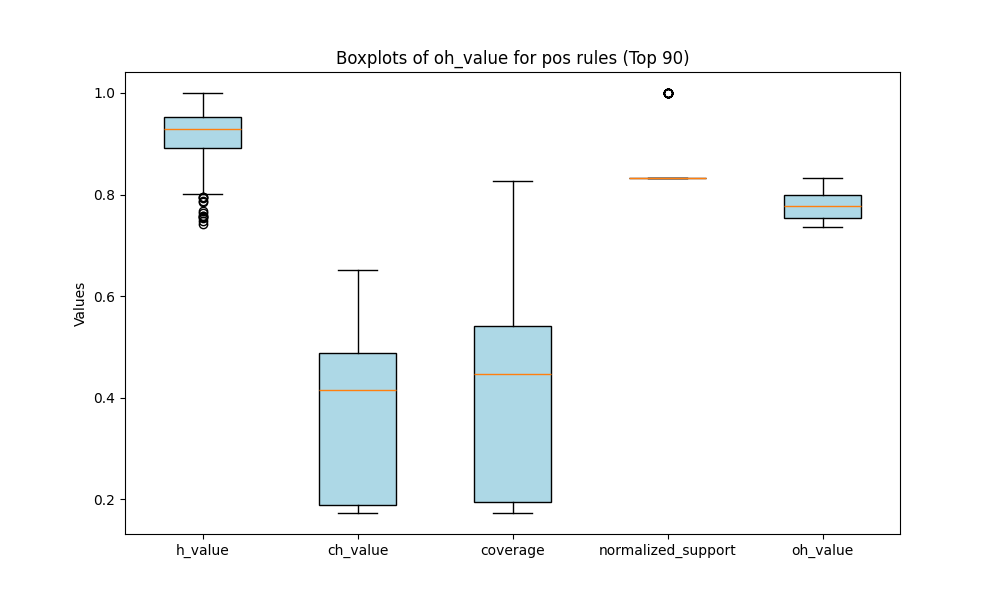 Boxplots of oh_value for pos rules (Top 90)
1.0
0.8
0.6
0.4
0.2
Values
h_value
ch_value
coverage
normalized_support
oh_value